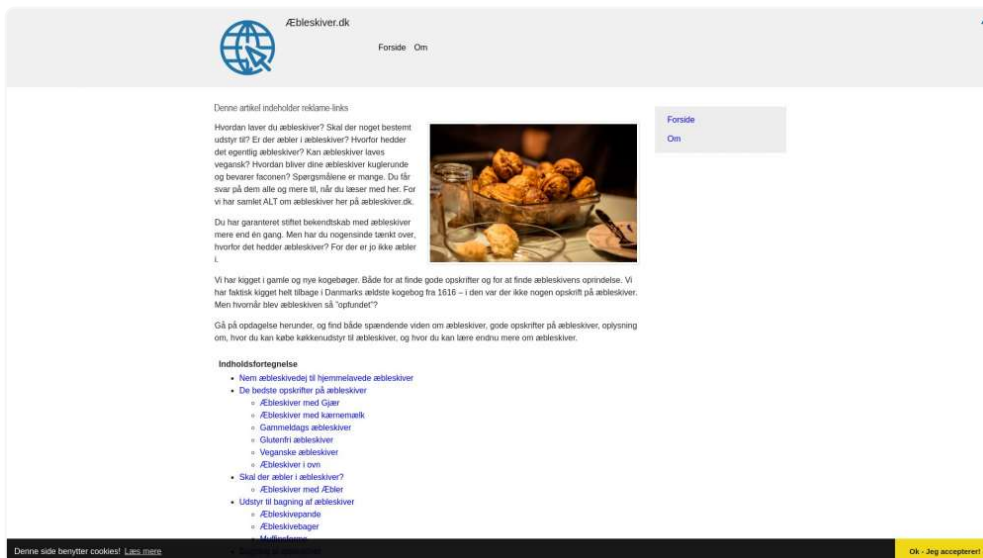 Æbleskiver.dk
Forside Om
Denne artikel indeholder reklame-links
Hvordan laver du æbleskiver? Skal der noget bestemt
udstyr til? Er der æbler i æbleskiver? Hvorfor hedder
det egentlig æbleskiver? Kan æbleskiver laves
vegansk? Hvordan bliver dine æbleskiver kuglerunde
og bevarer faconen? Spørgsmålene er mange. Du får
svar på dem alle og mere til, når du læser med her. For
vi har samlet ALT om æbleskiver her på æbleskiver.dk.
Du har garanteret stiftet bekendtskab med æbleskiver
mere end én gang. Men har du nogensinde tænkt over,
hvorfor det hedder æbleskiver? For der er jo ikke æbler
i.
Vi har kigget i gamle og nye kogebøger. Både for at finde gode opskrifter og for at finde æbleskivens oprindelse. Vi
har faktisk kigget helt tilbage i Danmarks ældste kogebog fra 1616 – i den var der ikke nogen opskrift på æbleskiver.
Men hvornår blev æbleskiven så "opfundet"?
Gå på opdagelse herunder, og find både spændende viden om æbleskiver, gode opskrifter på æbleskiver, oplysning
om, hvor du kan købe køkkenudstyr til æbleskiver, og hvor du kan lære endnu mere om æbleskiver.
Indholdsfortegnelse
Nem æbleskivedej til hjemmelavede æbleskiver
De bedste opskrifter på æbleskiver
Æbleskiver med Gjær
Æbleskiver med kærnemælk
Gammeldags æbleskiver
Glutenfri æbleskiver
Veganske æbleskiver
Æbleskiver i ovn
Skal der æbler i æbleskiver?
Æbleskiver med Æbler
Udstyr til bagning af æbleskiver
Æbleskivepande
Æbleskivebager
Muffinsforme
Forside
Om
Denne side benytter cookies! Læs mere
Ok - Jeg accepterer!